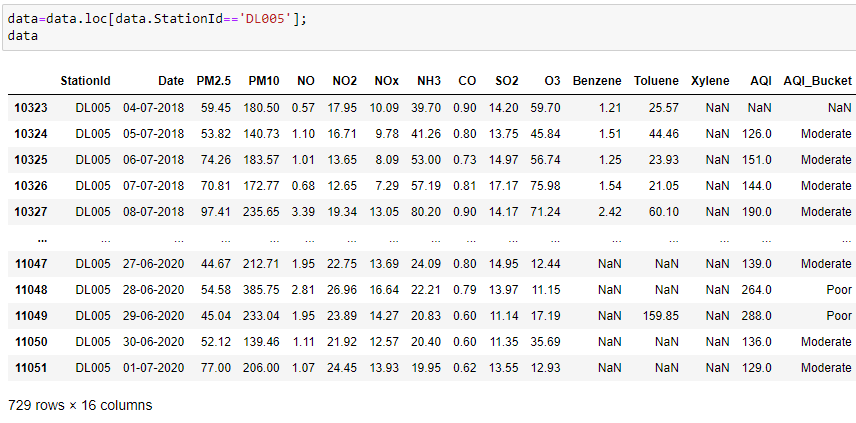 data=data.loc[data.StationId=='DL005'];
data
StationId Date PM2.5 PM10 NO NO2 NOx NH3 CO SO2 O3 Benzene Toluene Xylene AQI AQI_Bucket
10323 DL005 04-07-2018 59.45 180.50 0.57 17.95 10.09 39.70 0.90 14.20 59.70 1.21 25.57 NaN NaN NaN
10324 DL005 05-07-2018 53.82 140.73 1.10 16.71 9.78 41.26 0.80 13.75 45.84 1.51 44.46 NaN 126.0 Moderate
10325 DL005 06-07-2018 74.26 183.57 1.01 13.65 8.09 53.00 0.73 14.97 56.74 1.25 23.93 NaN 151.0 Moderate
10326 DL005 07-07-2018 70.81 172.77 0.68 12.65 7.29 57.19 0.81 17.17 75.98 1.54 21.05 NaN 144.0 Moderate
10327 DL005 08-07-2018 97.41 235.65 3.39 19.34 13.05 80.20 0.90 14.17 71.24 2.42 60.10 NaN 190.0 Moderate
... ... ... ... ... ... ... ... ... ... ... ... ... ... ... ... ...
11047 DL005 27-06-2020 44.67 212.71 1.95 22.75 13.69 24.09 0.80 14.95 12.44 NaN NaN NaN 139.0 Moderate
11048 DL005 28-06-2020 54.58 385.75 2.81 26.96 16.64 22.21 0.79 13.97 11.15 NaN NaN NaN 264.0 Poor
11049 DL005 29-06-2020 45.04 233.04 1.95 23.89 14.27 20.83 0.60 11.14 17.19 NaN 159.85 NaN 288.0 Poor
11050 DL005 30-06-2020 52.12 139.46 1.11 21.92 12.57 20.40 0.60 11.35 35.69 NaN NaN NaN 136.0 Moderate
11051 DL005 01-07-2020 77.00 206.00 1.07 24.45 13.93 19.95 0.62 13.55 12.93 NaN NaN NaN 129.0 Moderate
729 rows × 16 columns